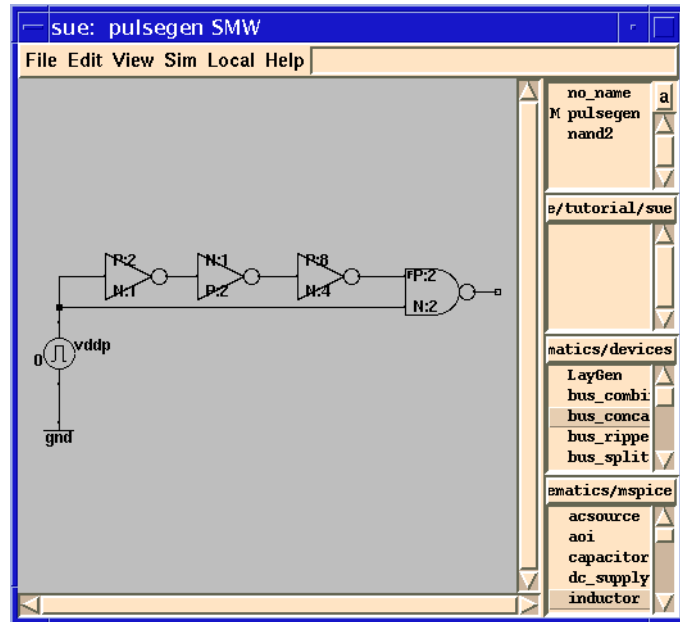 sue: pulsegen SMW
File Edit View Sim Local Help
no_name
a
M pulsegen
nand2
e/tutorial/sue
P:2
N:1
N:1
P:2
P:8
N:4
FP:2
N:2
vddp
0
gnd
matics/devices
LayGen
bus_combi
bus_conca
bus_rippe
bus_split
ematics/mspice
acsource
aoi
capacitor
dc_supply
inductor